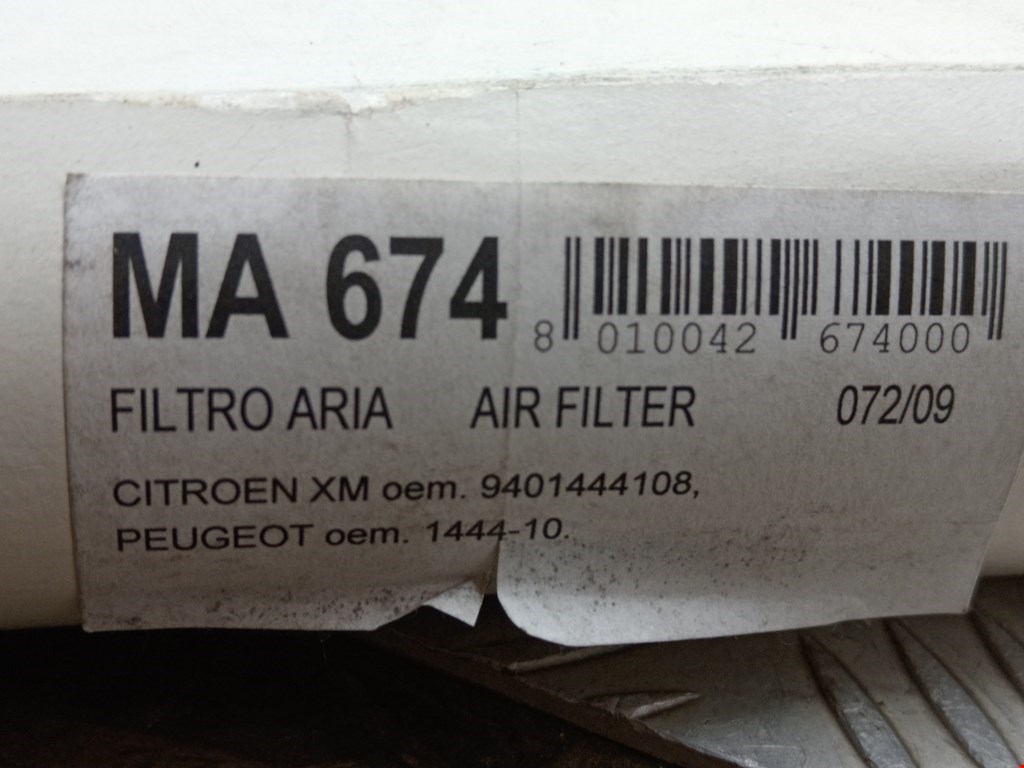 MA 674
8 010042 674000
FILTRO ARIA AIR FILTER 072/09
CITROEN XM oem. 9401444108,
PEUGEOT oem. 1444-10.